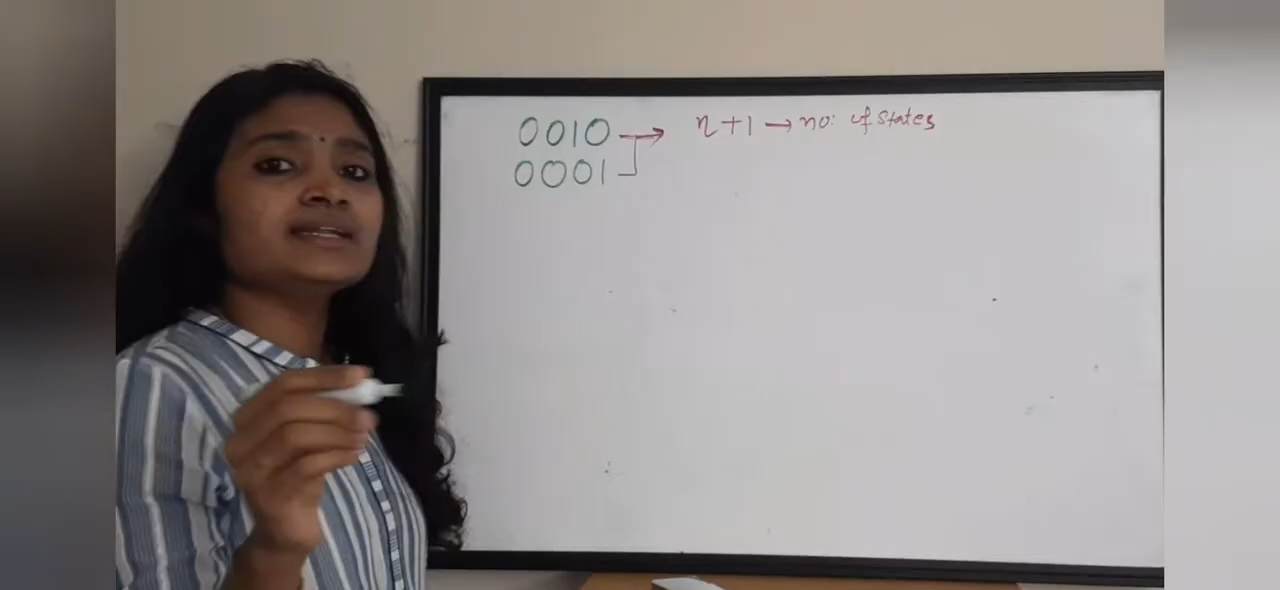 0010 → n+1 → no: of states
0001